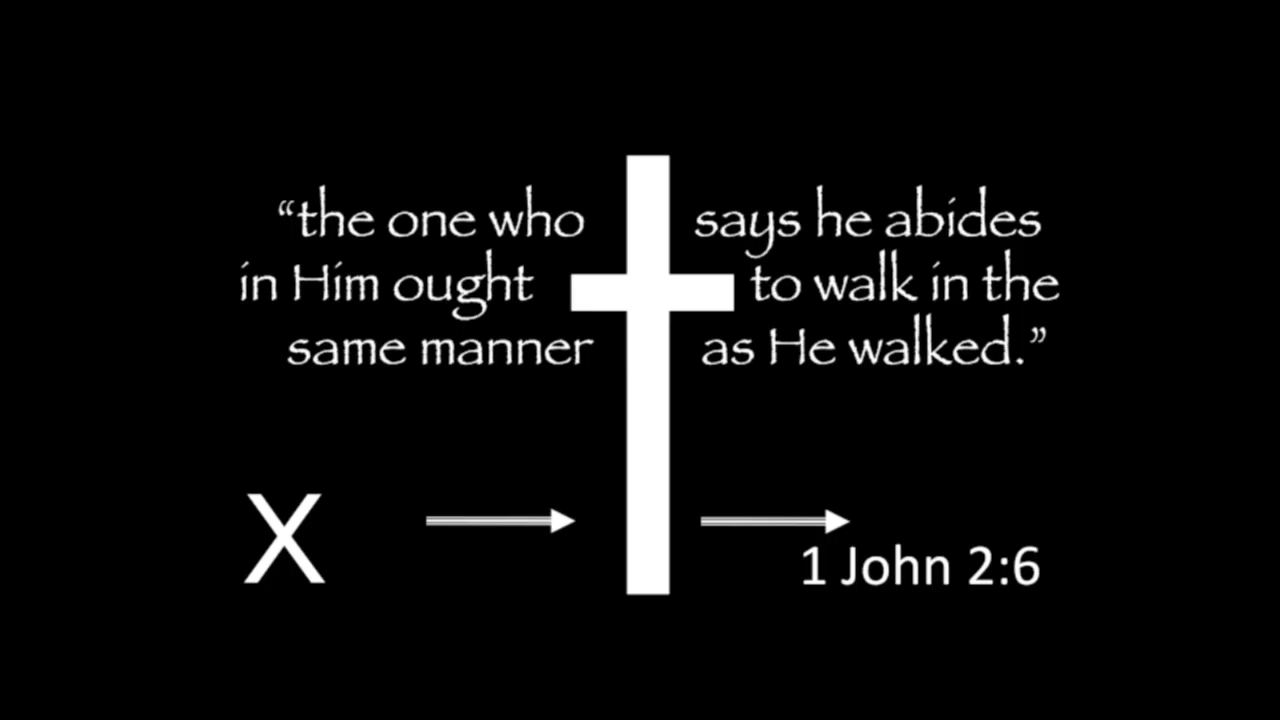 “the one who says he abides
in Him ought to walk in the
same manner as He walked.”
X
1 John 2:6